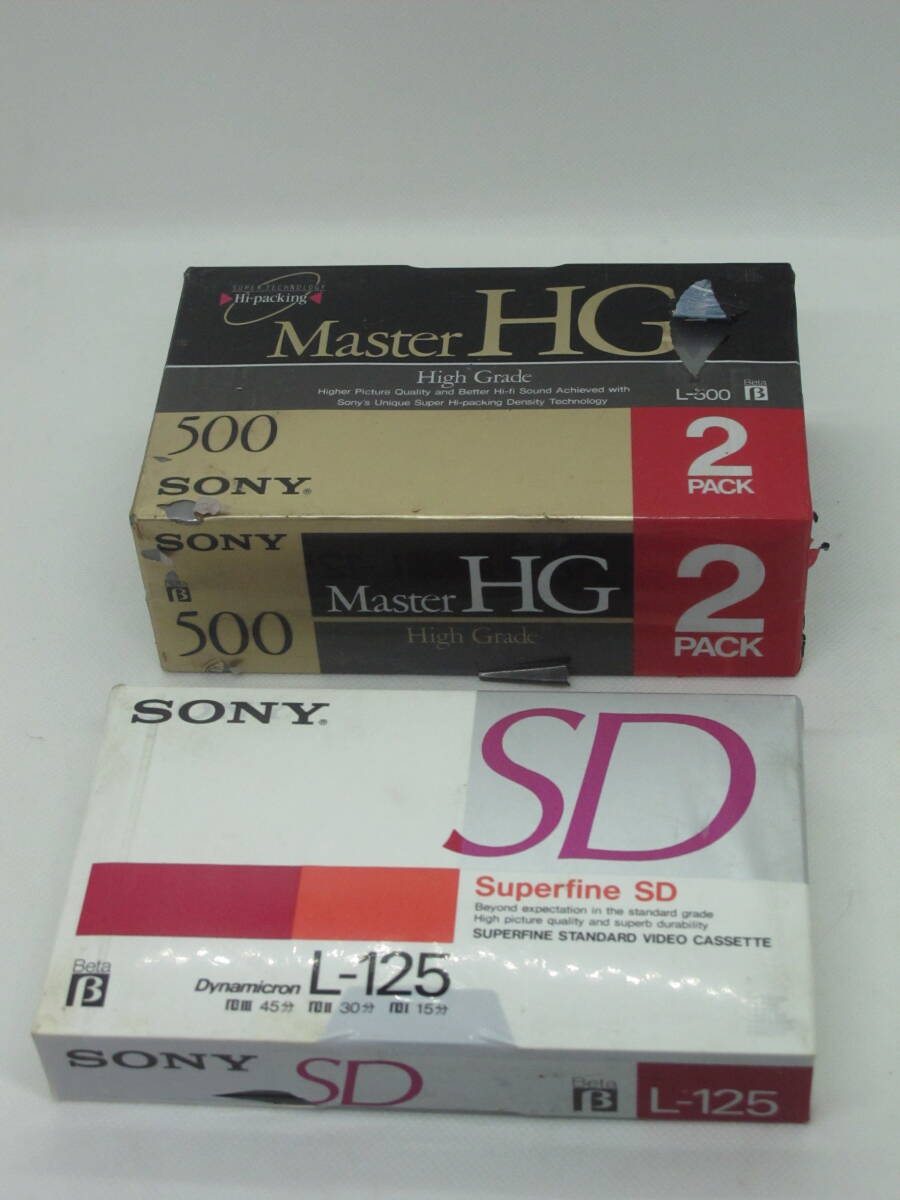 SUPER TECHNOLOGY
Hi-packing
Master HG
High Grade
Higher Picture Quality and Better Hi-fi Sound Achieved with
Sony's Unique Super Hi-packing Density Technology
L-500
Beta
β
500
SONY®
2
PACK
SONY
β
500
Master HG
High Grade
2
PACK
SONY®
SD
Superfine SD
Beyond expectation in the standard grade
High picture quality and superb durability
SUPERFINE STANDARD VIDEO CASSETTE
Beta
β
Dynamicron L-125
βIII 45分 βII 30分 βI 15分
SONY SD
Beta
β
L-125